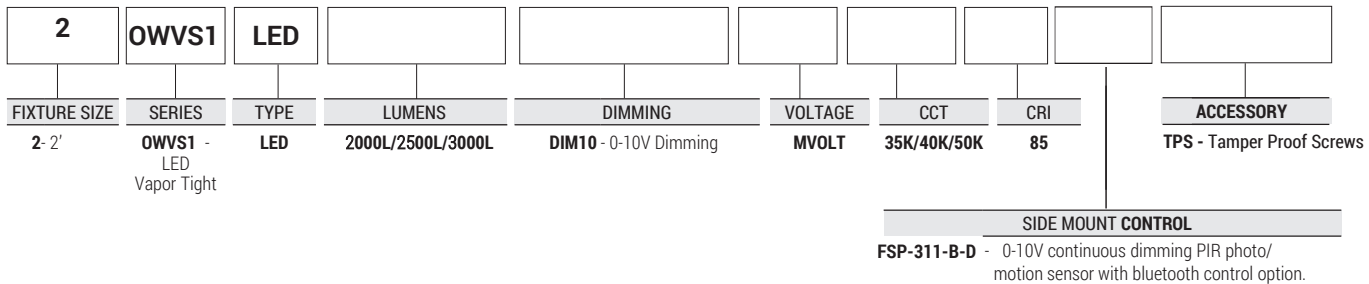 2 OWVS1 LED
FIXTURE SIZE SERIES TYPE LUMENS DIMMING VOLTAGE CCT CRI ACCESSORY
2- 2' OWVS1 - LED 2000L/2500L/3000L DIM10 - 0-10V Dimming MVOLT 35K/40K/50K 85 TPS - Tamper Proof Screws
LED
Vapor Tight
SIDE MOUNT CONTROL
FSP-311-B-D - 0-10V continuous dimming PIR photo/
motion sensor with bluetooth control option.